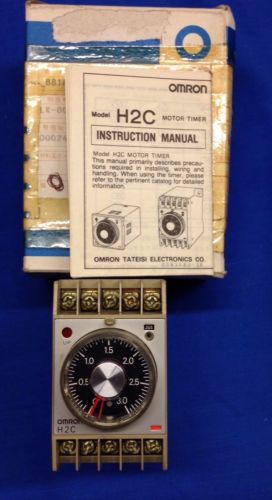 OMRON
Model H2C MOTOR TIMER
INSTRUCTION MANUAL
Model H2C MOTOR TIMER
This manual primarily describes precau-
tions required in installing, wiring and
handling. When using the timer, please
refer to the pertinent catalog for detailed
information.
OMRON TATEISI ELECTRONICS CO.
UP
1.5
1.0
2.0
0.5
2.5
0
3.0
OMRON
H2C